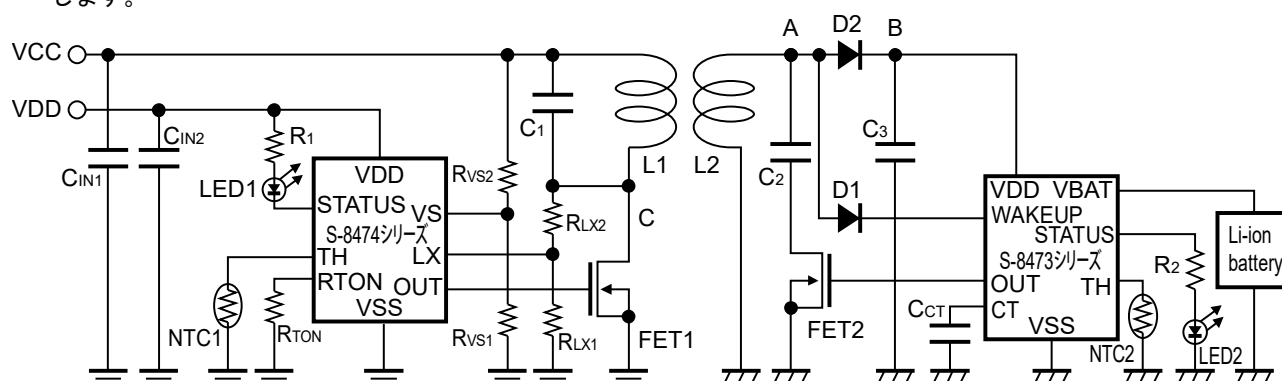 します。
A
D2
B
VCC
VDD
CIN2
R1
C1
CIN1
LED1
VDD
STATUS
VS
S-8474シリーズ
LX
TH
RTON
OUT
VSS
NTC1
RTON
RVS2
RVS1
RLX2
RLX1
C
L1
L2
FET1
C2
C3
D1
FET2
VDD
VBAT
WAKEUP
STATUS
S-8473シリーズ
OUT
TH
CT
VSS
CCT
R2
NTC2
LED2
Li-ion
battery